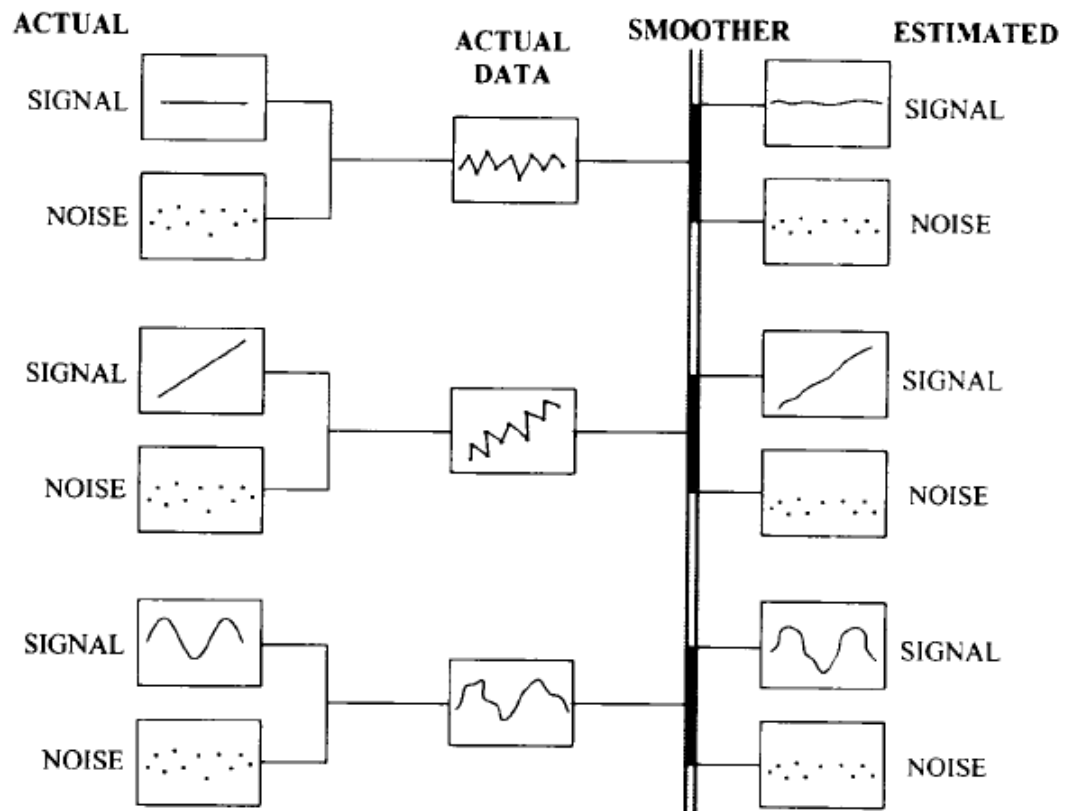 ACTUAL
ACTUAL DATA
SMOOTHER
ESTIMATED
SIGNAL
SIGNAL
NOISE
NOISE
SIGNAL
SIGNAL
NOISE
NOISE
SIGNAL
SIGNAL
NOISE
NOISE